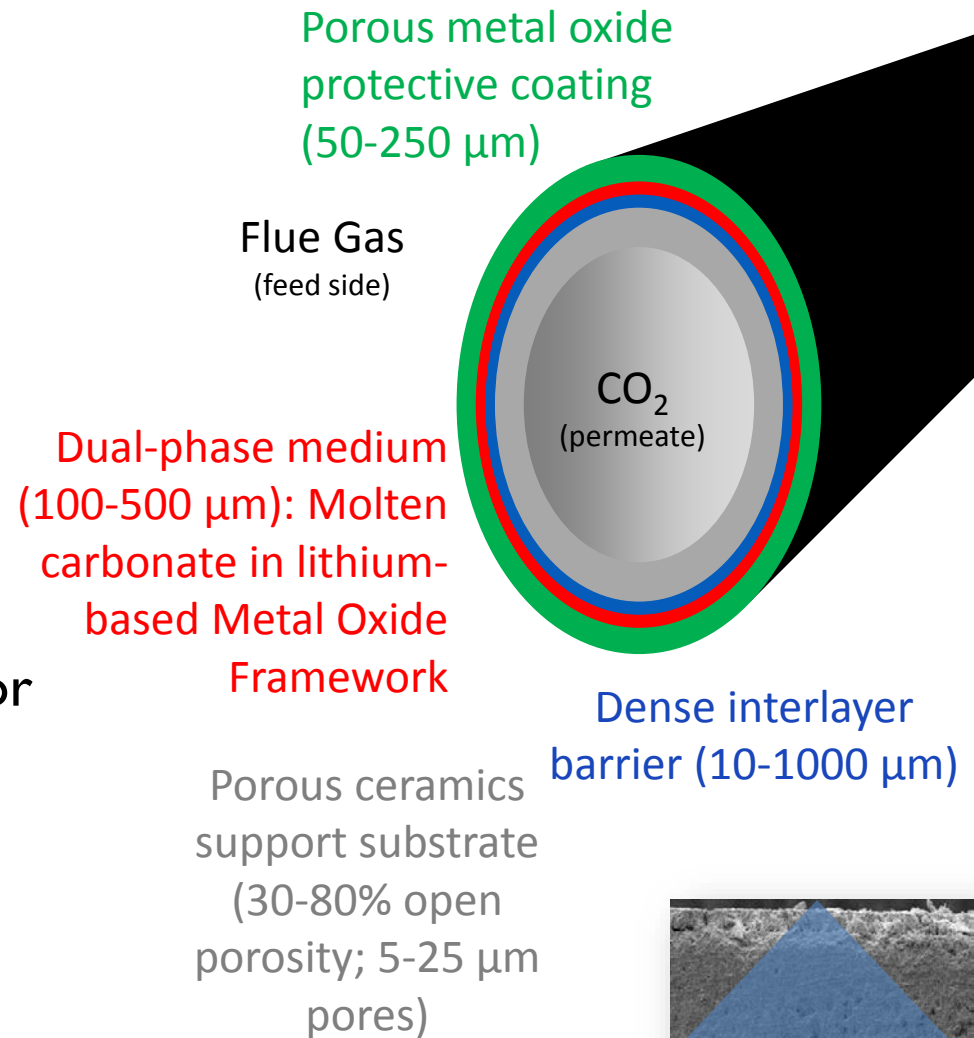 Porous metal oxide
protective coating
(50-250 µm)
Flue Gas
(feed side)
CO₂
(permeate)
Dual-phase medium
(100-500 µm): Molten
carbonate in lithium-
based Metal Oxide
Framework
or
Dense interlayer
barrier (10-1000 µm)
Porous ceramics
support substrate
(30-80% open
porosity; 5-25 µm
pores)